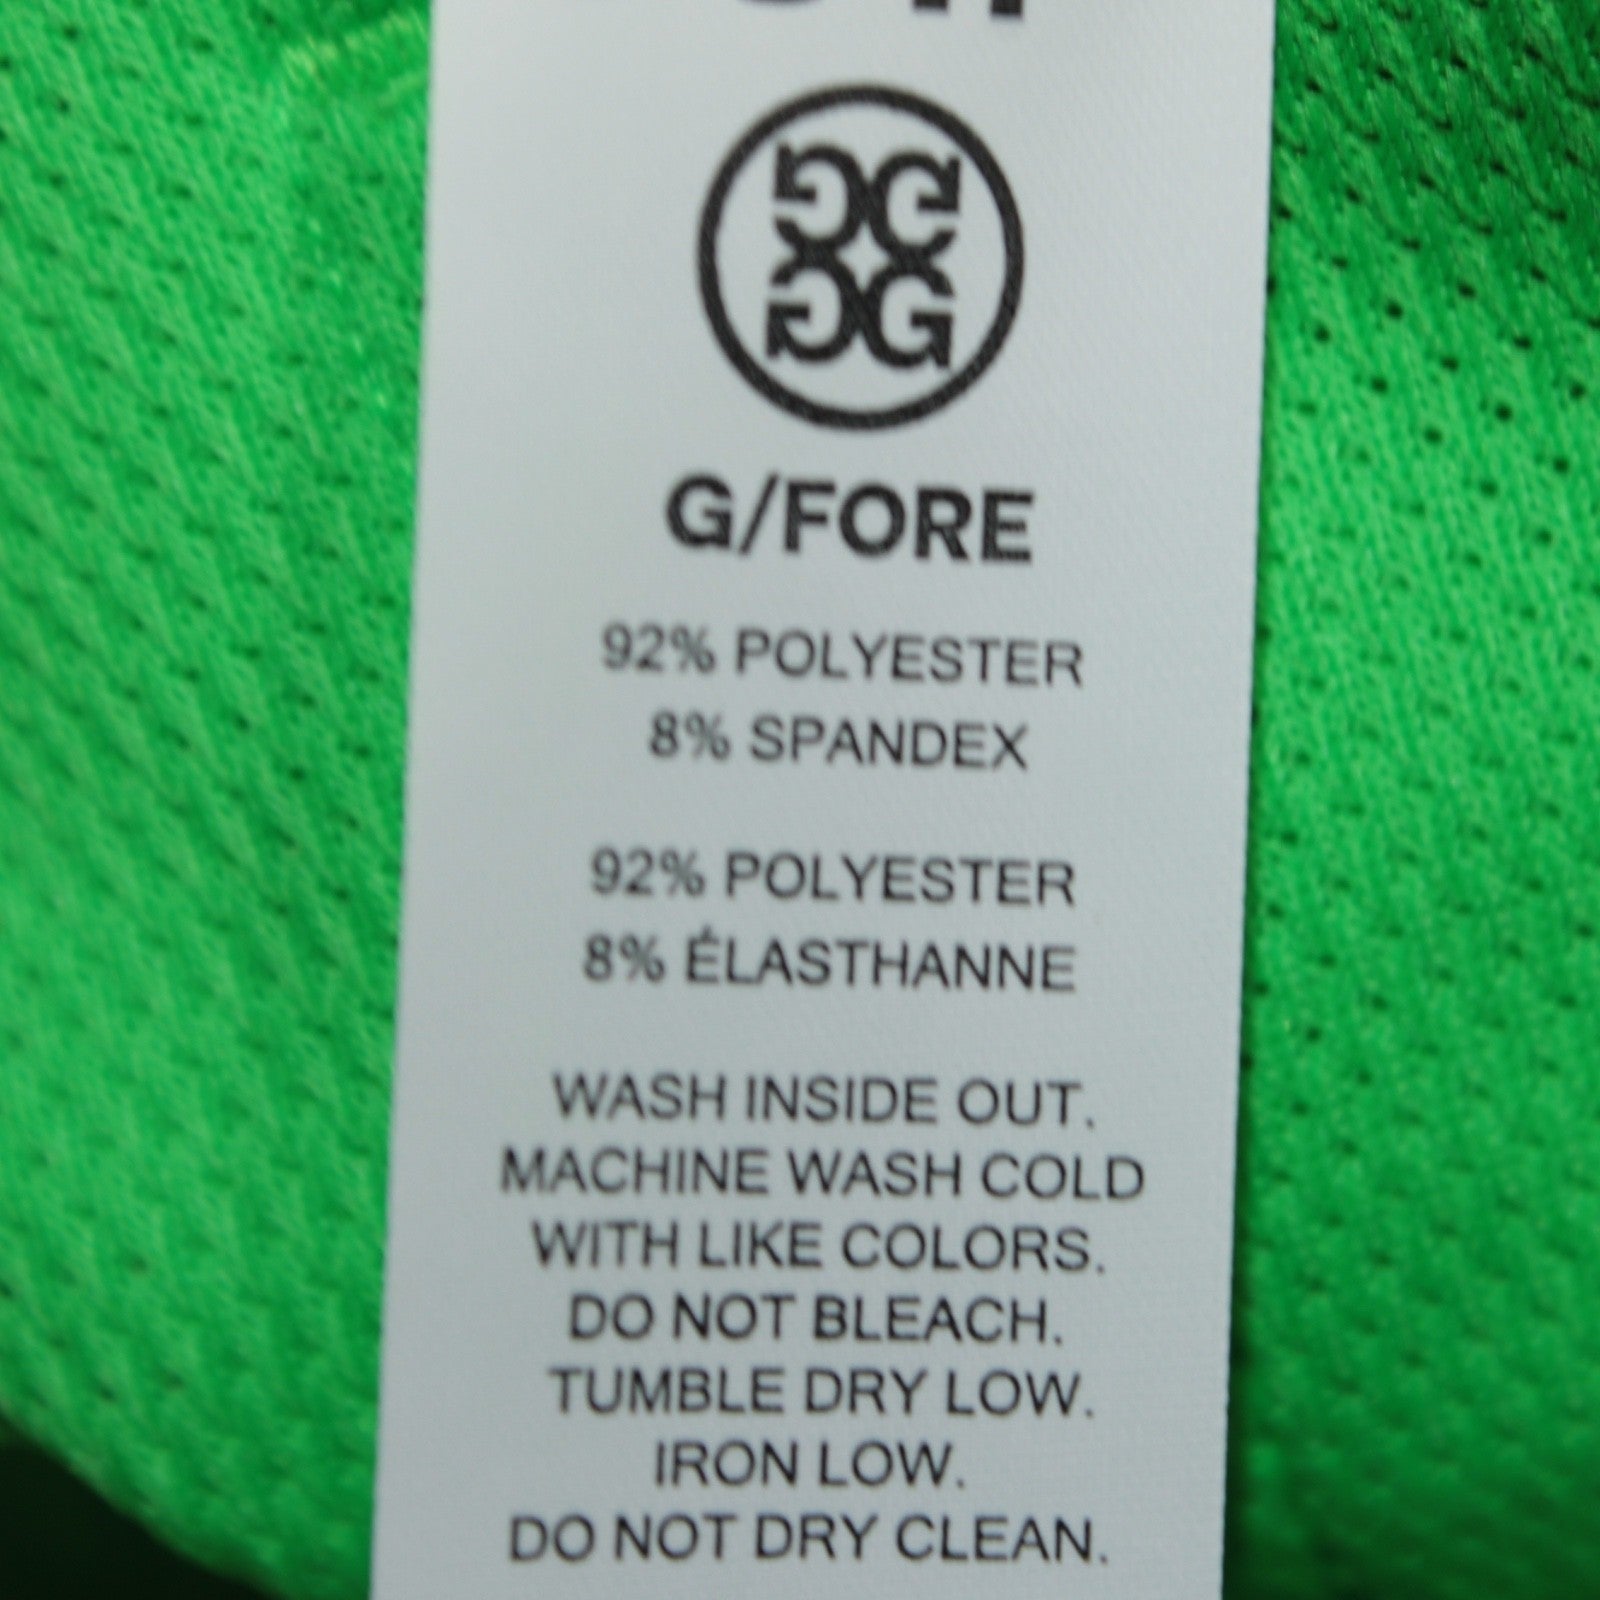 G/FORE
92% POLYESTER
8% SPANDEX
92% POLYESTER
8% ÉLASTHANNE
WASH INSIDE OUT.
MACHINE WASH COLD
WITH LIKE COLORS.
DO NOT BLEACH.
TUMBLE DRY LOW.
IRON LOW.
DO NOT DRY CLEAN.